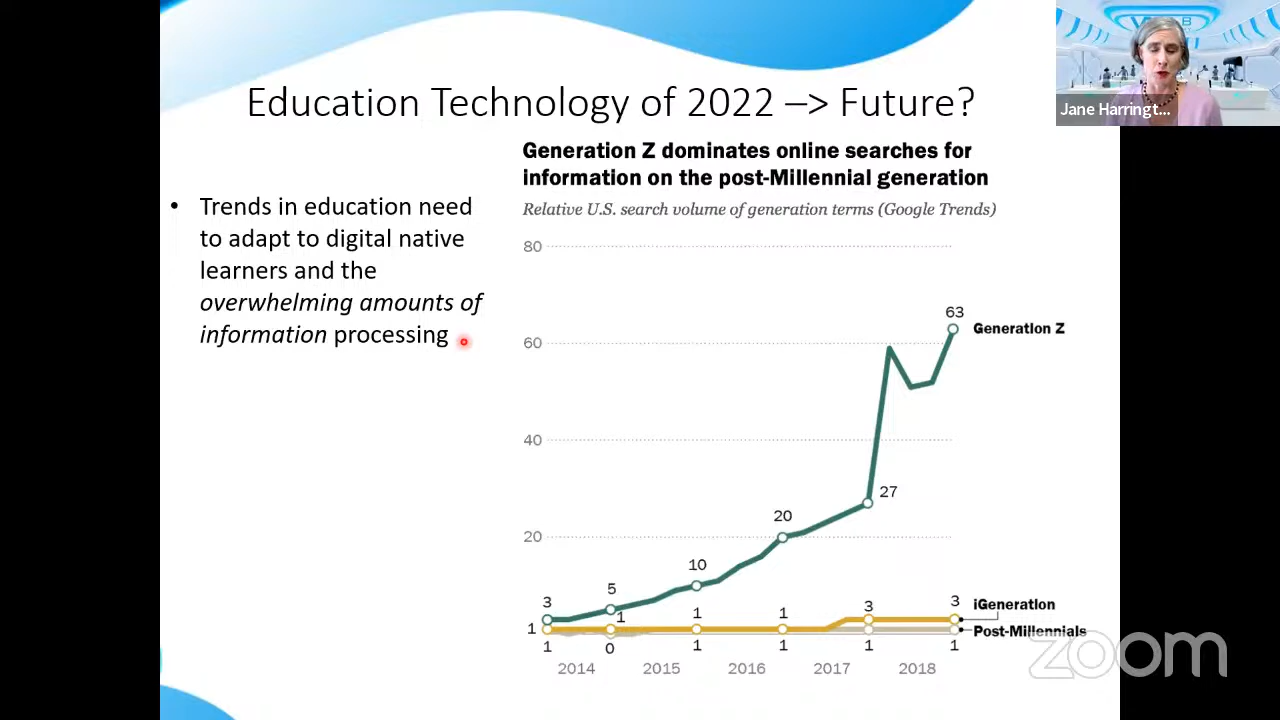 Education Technology of 2022 –> Future?
Jane Harringt...
Generation Z dominates online searches for
information on the post-Millennial generation
Relative U.S. search volume of generation terms (Google Trends)
• Trends in education need
to adapt to digital native
learners and the
overwhelming amounts of
information processing
80
63
Generation Z
60
40
27
20
20
10
5
3
1
1
1
3
3
iGeneration
1
Post-Millennials
1
0
1
1
1
1
2014
2015
2016
2017
2018
zoom